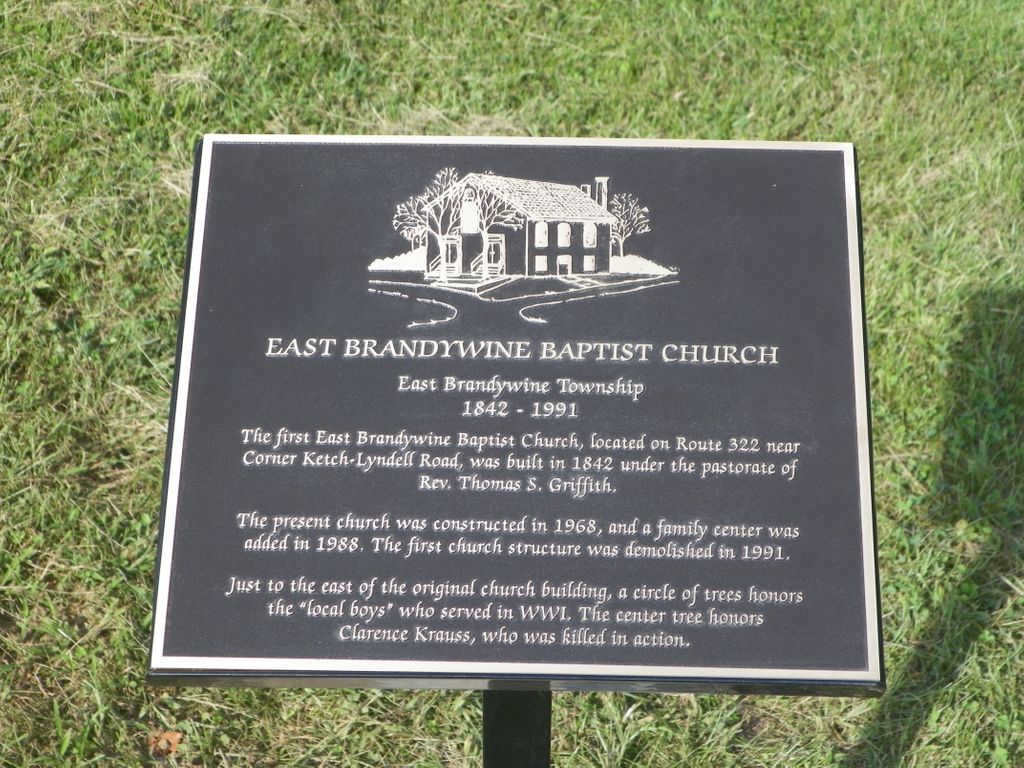 EAST BRANDYWINE BAPTIST CHURCH
East Brandywine Township
1842 - 1991
The first East Brandywine Baptist Church, located on Route 322 near
Corner Ketch-Lyndell Road, was built in 1842 under the pastorate of
Rev. Thomas S. Griffith.
The present church was constructed in 1968, and a family center was
added in 1988. The first church structure was demolished in 1991.
Just to the east of the original church building, a circle of trees honors
the "local boys" who served in WWI. The center tree honors
Clarence Krauss, who was killed in action.